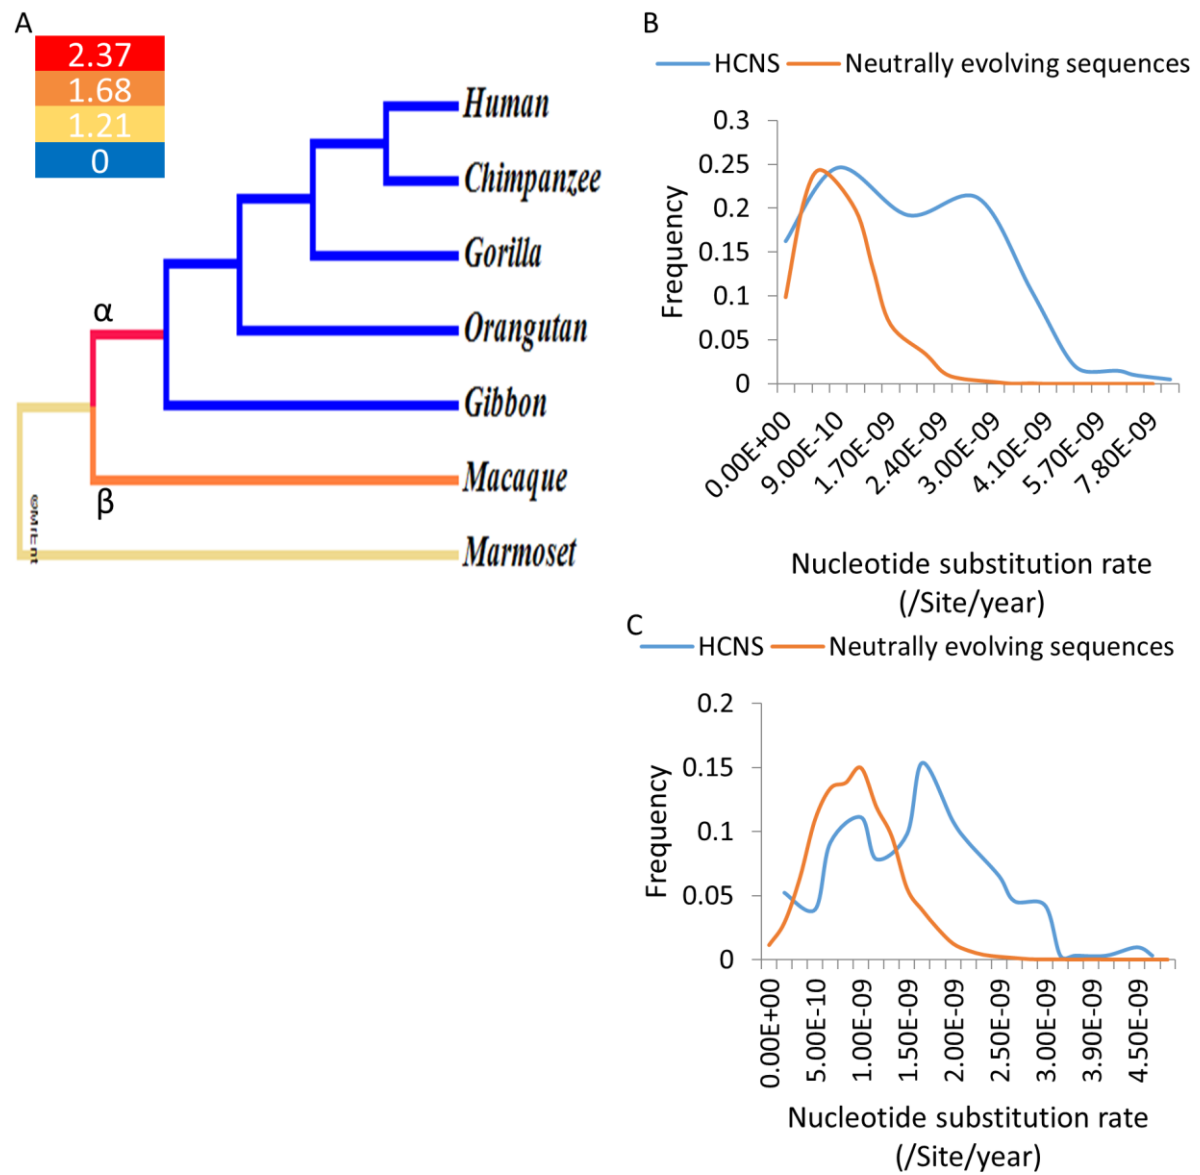 A
2.37
1.68
1.21
0
Human
Chimpanzee
Gorilla
Orangutan
Gibbon
Macaque
Marmoset
α
β
B
HCNS Neutrally evolving sequences
Frequency
0.3
0.25
0.2
0.15
0.1
0.05
0
0.00E+00
9.00E-10
1.70E-09
2.40E-09
3.00E-09
4.10E-09
5.70E-09
7.80E-09
Nucleotide substitution rate
(/Site/year)
C
HCNS Neutrally evolving sequences
Frequency
0.2
0.15
0.1
0.05
0
0.00E+00
5.00E-10
1.00E-09
1.50E-09
2.00E-09
2.50E-09
3.00E-09
3.90E-09
4.50E-09
Nucleotide substitution rate
(/Site/year)